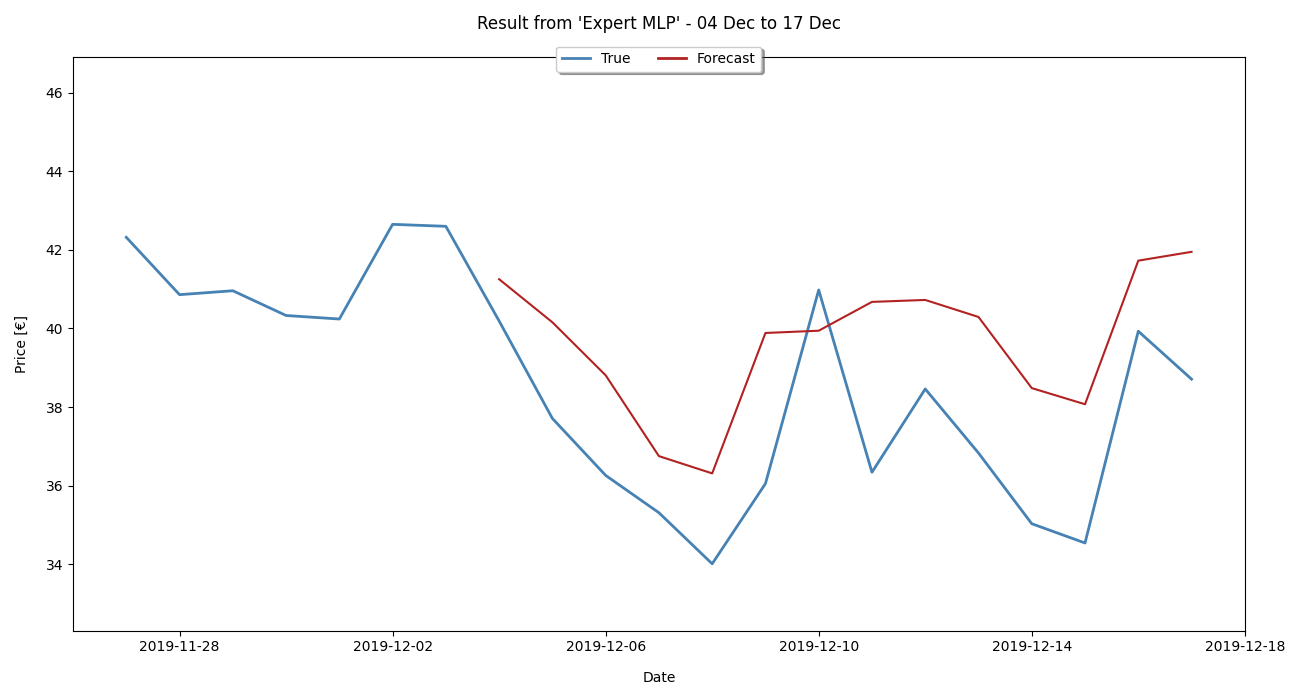 Result from 'Expert MLP' - 04 Dec to 17 Dec
True Forecast
Price [€]
46
44
42
40
38
36
34
2019-11-28 2019-12-02 2019-12-06 2019-12-10 2019-12-14 2019-12-18
Date